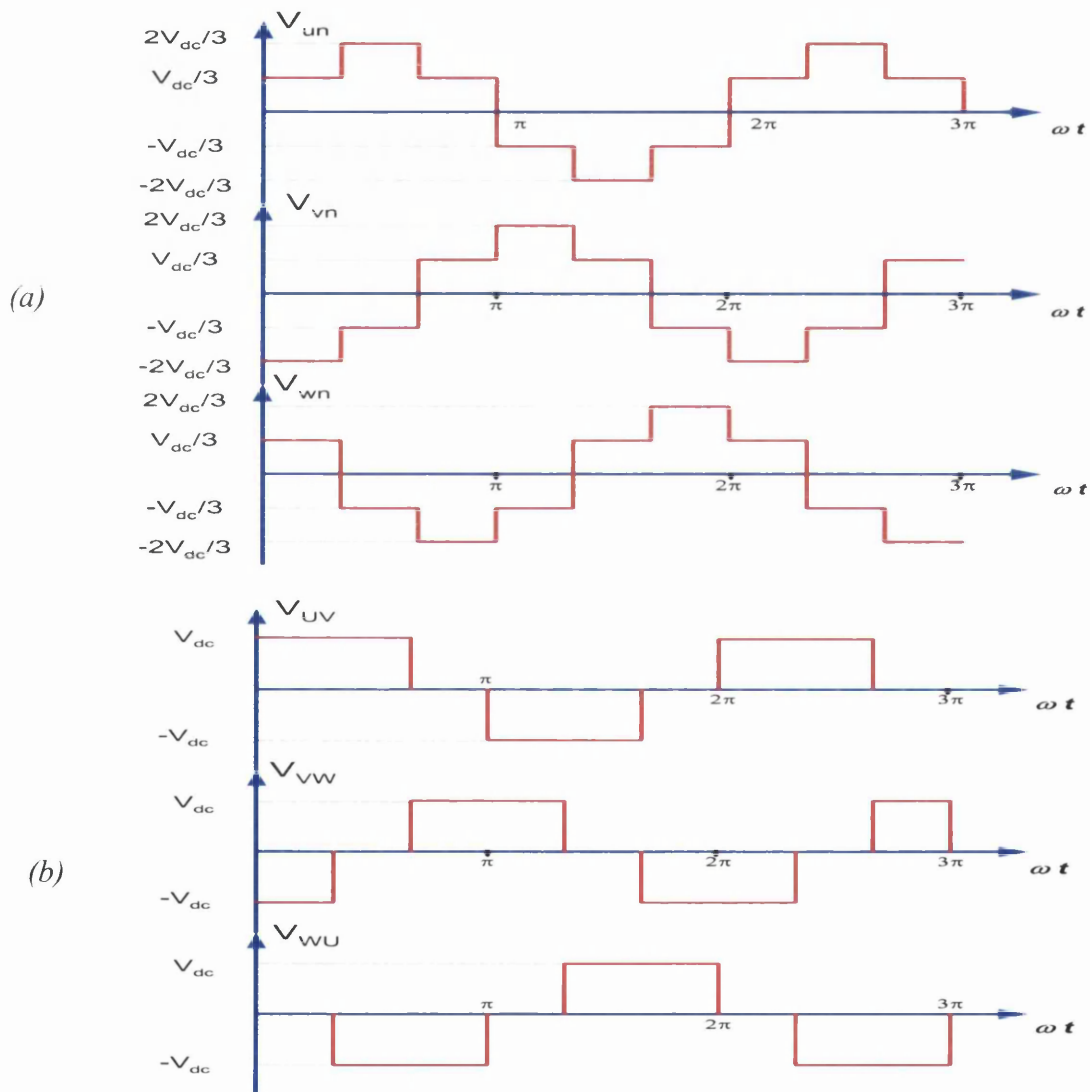 V_un
2V_dc/3
V_dc/3
π 2π 3π
ω t
-V_dc/3
-2V_dc/3
V_vn
2V_dc/3
V_dc/3
(a)
π 2π 3π
ω t
-V_dc/3
-2V_dc/3
V_wn
2V_dc/3
V_dc/3
π 2π 3π
ω t
-V_dc/3
-2V_dc/3
V_UV
V_dc
π 2π 3π
ω t
-V_dc
V_VW
V_dc
π 2π 3π
ω t
(b)
-V_dc
V_WU
V_dc
π 2π 3π
ω t
-V_dc